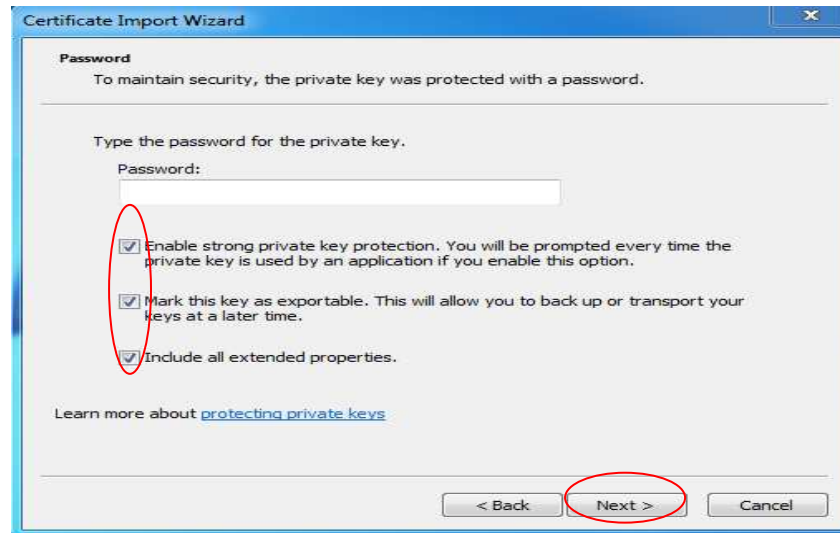 Certificate Import Wizard
Password
To maintain security, the private key was protected with a password.
Type the password for the private key.
Password:
Enable strong private key protection. You will be prompted every time the
private key is used by an application if you enable this option.
Mark this key as exportable. This will allow you to back up or transport your
keys at a later time.
Include all extended properties.
Learn more about protecting private keys
< Back
Next >
Cancel